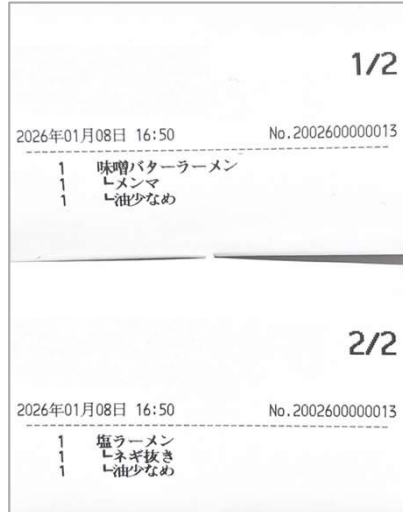 1/2
2026年01月08日 16:50 No.2002600000013
1 味噌バターラーメン
1 ┗メンマ
1 ┗油少なめ
2/2
2026年01月08日 16:50 No.2002600000013
1 塩ラーメン
1 ┗ネギ抜き
1 ┗油少なめ